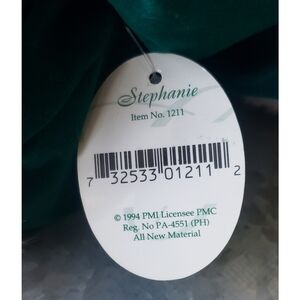 Stephanie
Item No. 1211
7 32533 01211 2
© 1994 PMI Licensee PMC
Reg. No PA-4551 (PH)
All New Material